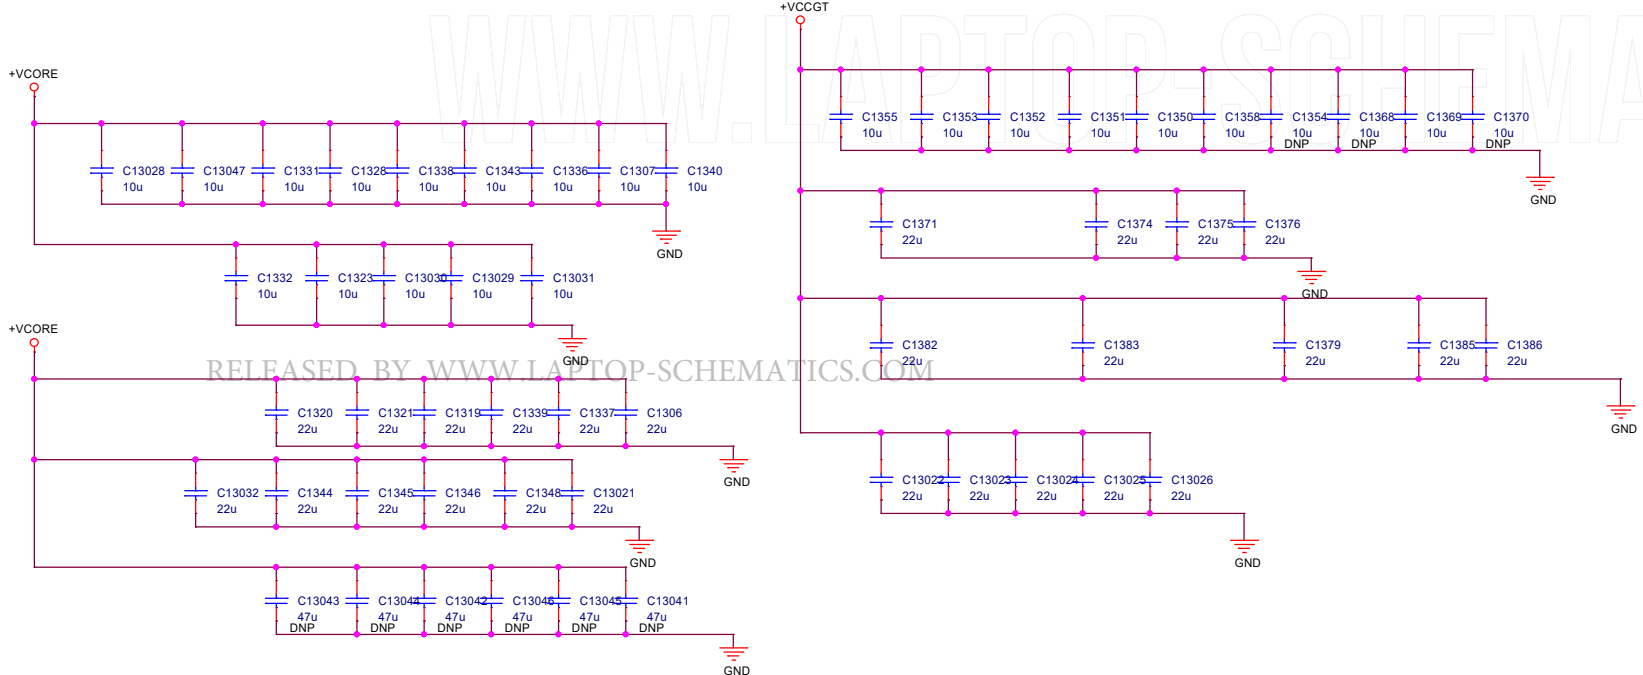 +VCORE
C13028 C13047 C1331 C1328 C1338 C1343 C1336 C1307 C1340
10u 10u 10u 10u 10u 10u 10u 10u 10u
GND
C1332 C1323 C13030 C13029 C13031
10u 10u 10u 10u 10u
GND
+VCORE
RELEASED BY WWW.LAPTOP-SCHEMATICS.COM
C1320 C1321 C1319 C1339 C1337 C1306
22u 22u 22u 22u 22u 22u
GND
C13032 C1344 C1345 C1346 C1348 C13021
22u 22u 22u 22u 22u 22u
GND
C13043 C13044 C13042 C13046 C13045 C13041
47u 47u 47u 47u 47u 47u
DNP DNP DNP DNP DNP DNP
GND
+VCCGT
WWW.LAPTOP-SCHEMA
C1355 C1353 C1352 C1351 C1350 C1358 C1354 C1368 C1369 C1370
10u 10u 10u 10u 10u 10u 10u 10u 10u 10u
DNP DNP DNP
GND
C1371 C1374 C1375 C1376
22u 22u 22u 22u
GND
C1382 C1383 C1379 C1385 C1386
22u 22u 22u 22u 22u
GND
C13022 C13023 C13024 C13025 C13026
22u 22u 22u 22u 22u
GND